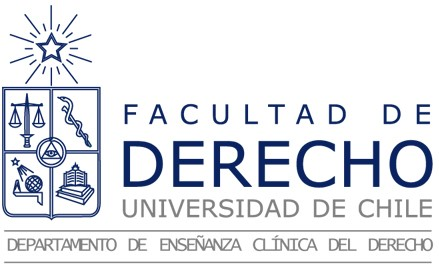 FACULTAD DE
DERECHO
UNIVERSIDAD DE CHILE
DEPARTAMENTO DE ENSEÑANZA CLÍNICA DEL DERECHO